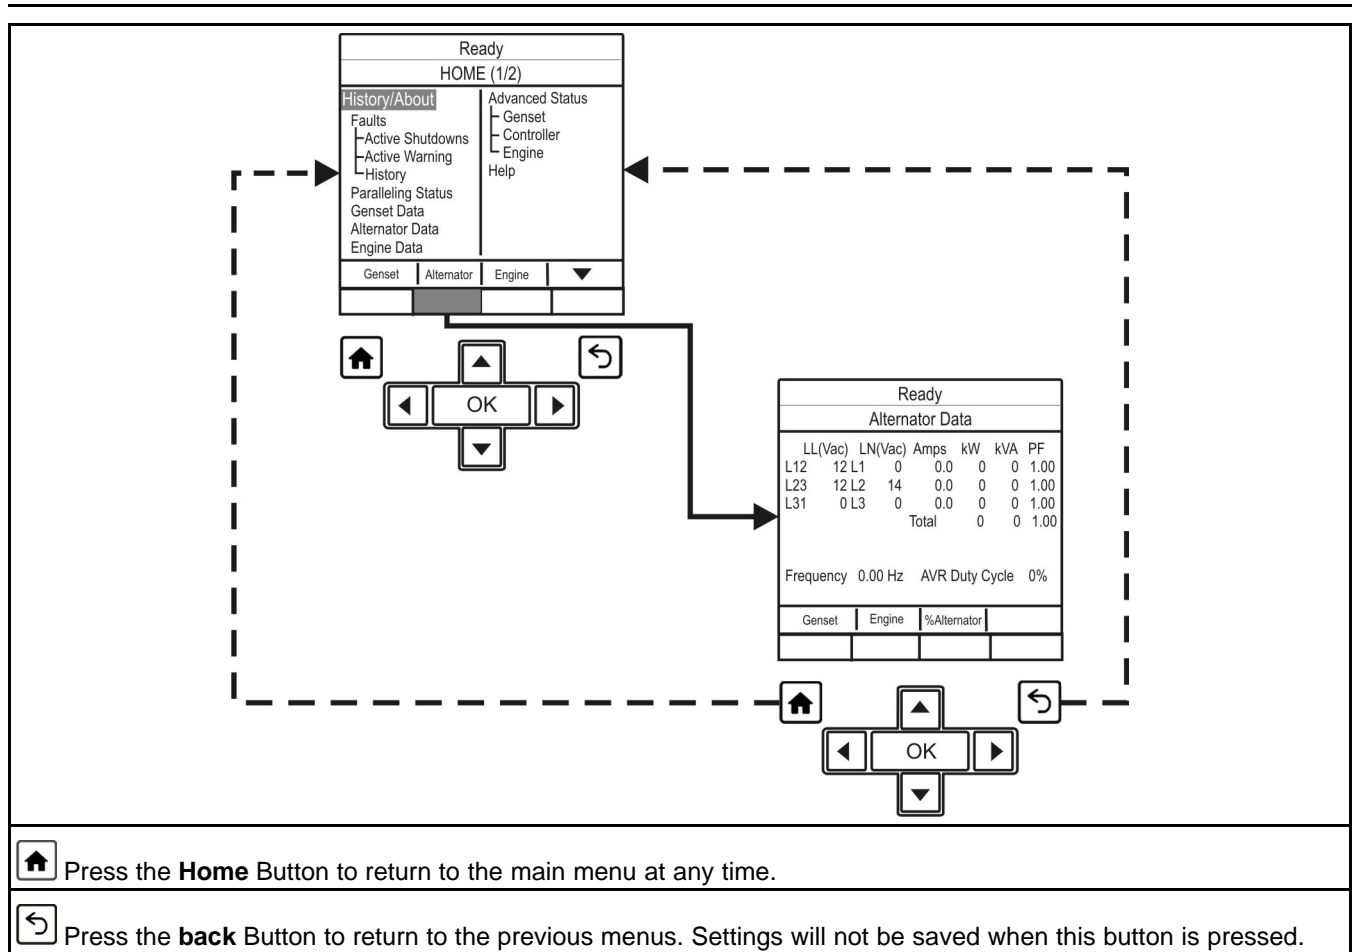 Ready
HOME (1/2)
History/About
Faults
Active Shutdowns
Active Warning
History
Paralleling Status
Genset Data
Alternator Data
Engine Data
Advanced Status
Genset
Controller
Engine
Help
Genset Alternator Engine
OK
Ready
Alternator Data
LL(Vac) LN(Vac) Amps kW kVA PF
L12 12 L1 0 0.0 0 0 1.00
L23 12 L2 14 0.0 0 0 1.00
L31 0 L3 0 0.0 0 0 1.00
Total 0 0 1.00
Frequency 0.00 Hz AVR Duty Cycle 0%
Genset Engine %Alternator
OK
Press the Home Button to return to the main menu at any time.
Press the back Button to return to the previous menus. Settings will not be saved when this button is pressed.